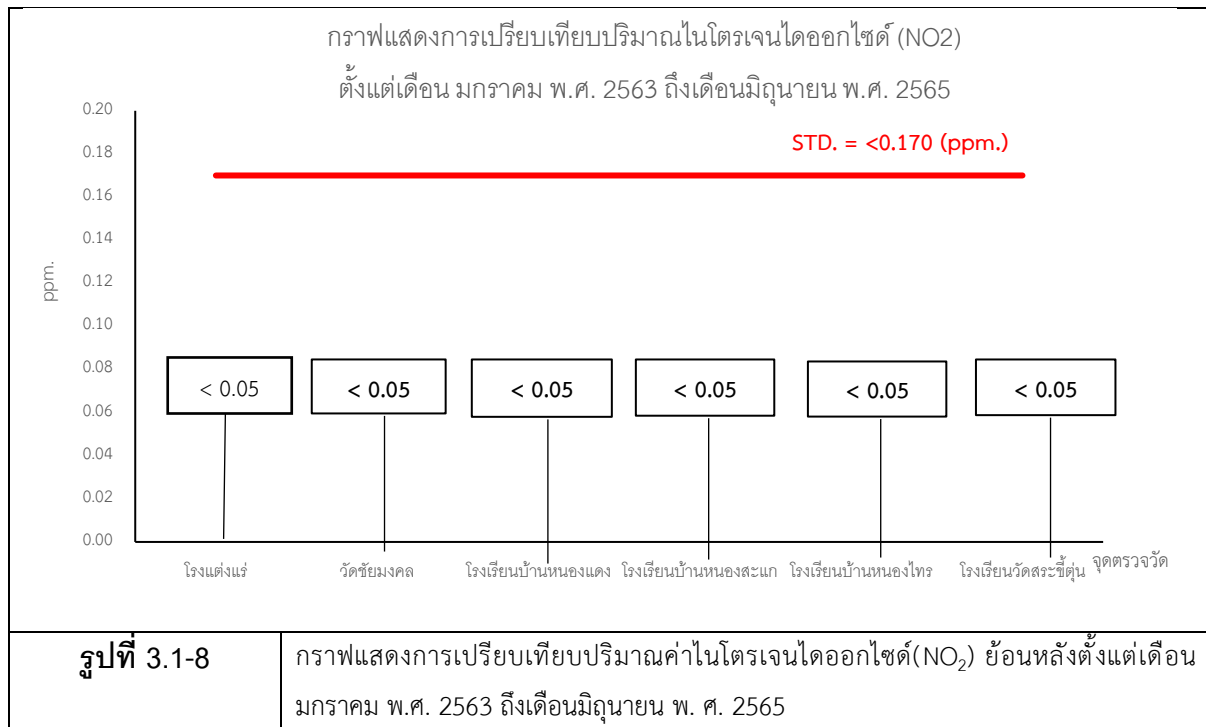 กราฟแสดงการเปรียบเทียบปริมาณไนโตรเจนไดออกไซด์ (NO2)
ตั้งแต่เดือน มกราคม พ.ศ. 2563 ถึงเดือนมิถุนายน พ.ศ. 2565
STD. = <0.170 (ppm.)
ppm.
0.20
0.18
0.16
0.14
0.12
0.10
0.08
0.06
0.04
0.02
0.00
< 0.05 < 0.05 < 0.05 < 0.05 < 0.05 < 0.05
โรงแต่งแร่ วัดชัยมงคล โรงเรียนบ้านหนองแดง โรงเรียนบ้านหนองสะแก โรงเรียนบ้านหนองไทร โรงเรียนวัดสระขี้ตุ่น จุดตรวจวัด
รูปที่ 3.1-8 กราฟแสดงการเปรียบเทียบปริมาณค่าไนโตรเจนไดออกไซด์(NO₂) ย้อนหลังตั้งแต่เดือน
มกราคม พ.ศ. 2563 ถึงเดือนมิถุนายน พ. ศ. 2565